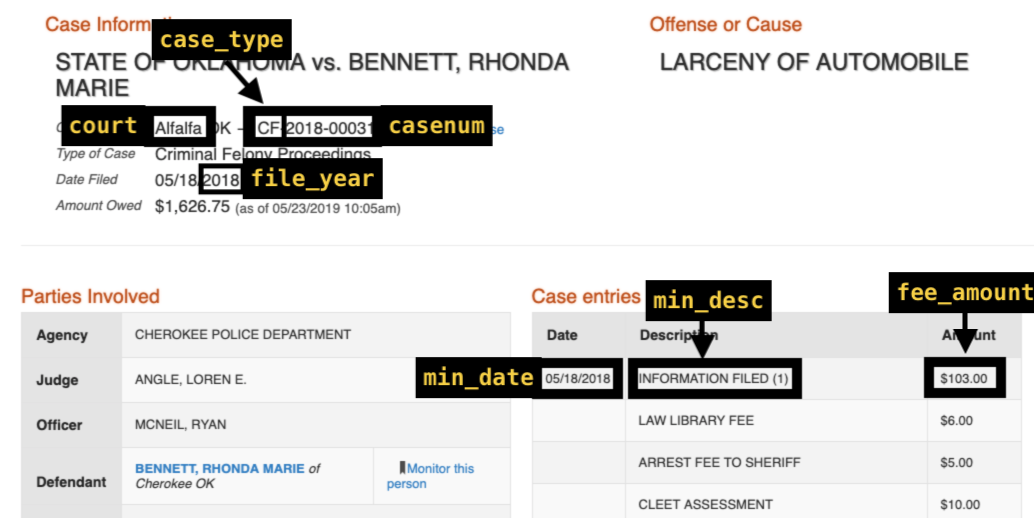 Case Inform
Offense or Cause
case_type
STATE OF OKLAHOMA vs. BENNETT, RHONDA
MARIE
LARCENY OF AUTOMOBILE
court Alfalfa OK - CF-2018-00031 casenum se
Type of Case Criminal Felony Proceedings
Date Filed 05/18/2018 file_year
Amount Owed $1,626.75 (as of 05/23/2019 10:05am)
Parties Involved
Case entries min_desc fee_amount
Agency CHEROKEE POLICE DEPARTMENT
Date Description Amount
Judge ANGLE, LOREN E.
min_date 05/18/2018 INFORMATION FILED (1) $103.00
Officer MCNEIL, RYAN
LAW LIBRARY FEE $6.00
ARREST FEE TO SHERIFF $5.00
Defendant BENNETT, RHONDA MARIE of
Cherokee OK
Monitor this
person
CLEET ASSESSMENT $10.00